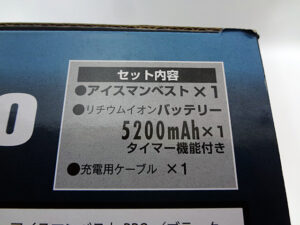 セット内容
●アイスマンベスト×1
●リチウムイオンバッテリー
5200mAh×1
タイマー機能付き
●充電用ケーブル ×1
O